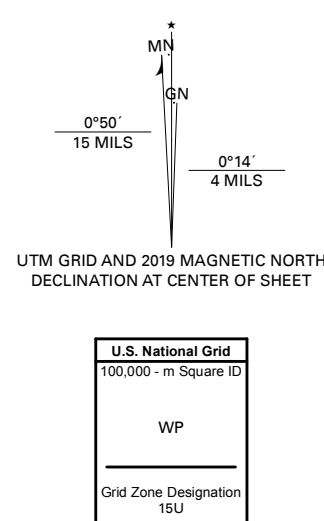 ★
MN
GN
0°50´
15 MILS
0°14´
4 MILS
UTM GRID AND 2019 MAGNETIC NORTH
DECLINATION AT CENTER OF SHEET
U.S. National Grid
100,000 - m Square ID
WP
Grid Zone Designation
15U